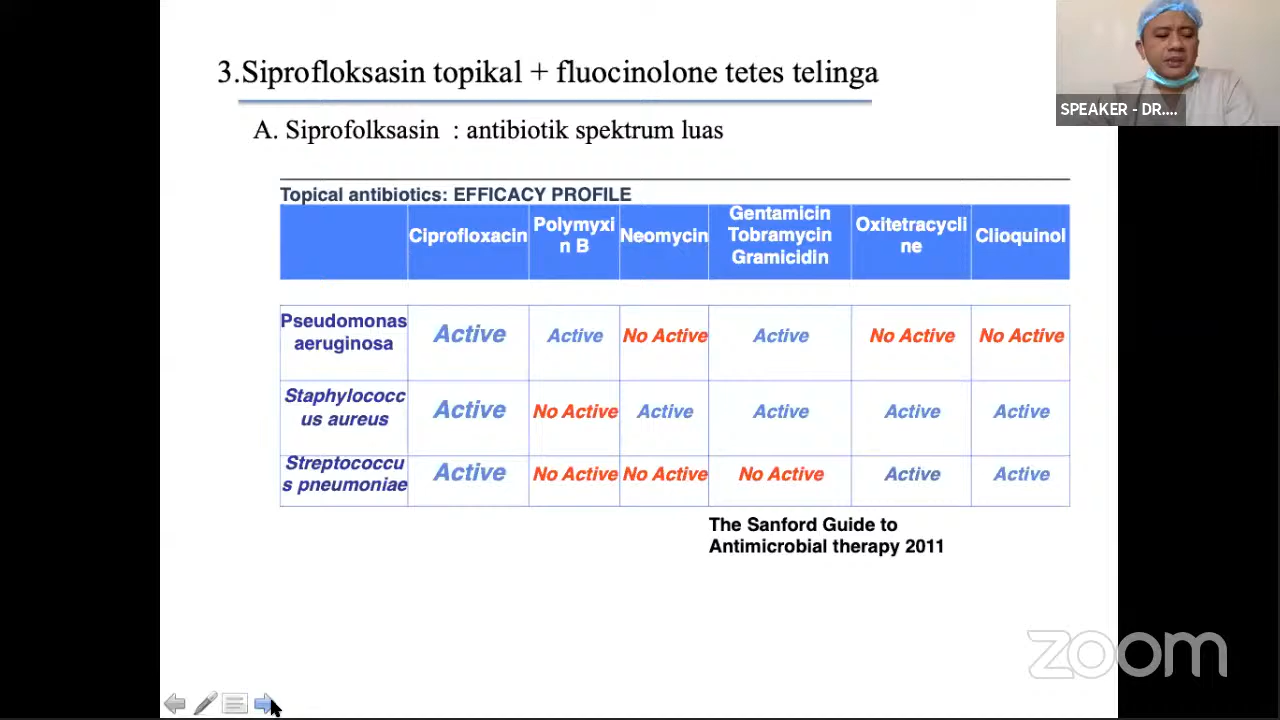 3.Siprofloksasin topikal + fluocinolone tetes telinga
SPEAKER - DR....
A. Siprofolksasin : antibiotik spektrum luas
Topical antibiotics: EFFICACY PROFILE
Ciprofloxacin
Polymyxi
n B
Neomycin
Gentamicin
Tobramycin
Gramicidin
Oxitetracycli
ne
Clioquinol
Pseudomonas
aeruginosa
Active
Active
No Active
Active
No Active
No Active
Staphylococc
us aureus
Active
No Active
Active
Active
Active
Active
Streptococcu
s pneumoniae
Active
No Active
No Active
No Active
Active
Active
The Sanford Guide to
Antimicrobial therapy 2011
zoom